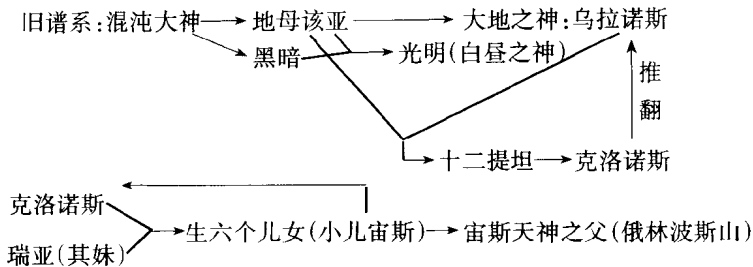 旧谱系:混沌大神 地母该亚 大地之神:乌拉诺斯
黑暗 光明(白昼之神)
推
翻
十二提坦 克洛诺斯
克洛诺斯
生六个儿女(小儿宙斯) 宙斯天神之父(俄林波斯山)
瑞亚(其妹)